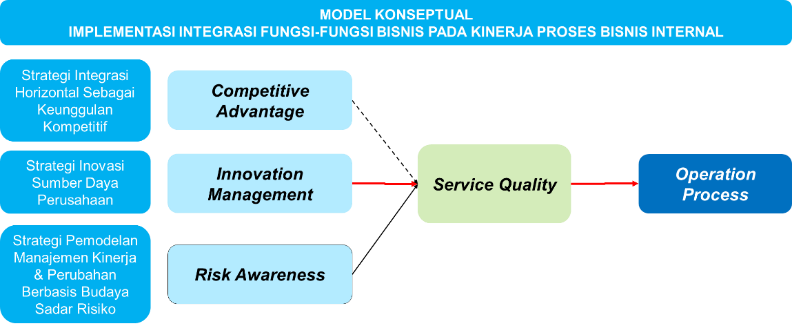 MODEL KONSEPTUAL
IMPLEMENTASI INTEGRASI FUNGSI-FUNGSI BISNIS PADA KINERJA PROSES BISNIS INTERNAL
Strategi Integrasi
Horizontal Sebagai
Keunggulan
Kompetitif
Competitive
Advantage
Strategi Inovasi
Sumber Daya
Perusahaan
Innovation
Management
Service Quality
Operation
Process
Strategi Pemodelan
Manajemen Kinerja
& Perubahan
Berbasis Budaya
Sadar Risiko
Risk Awareness